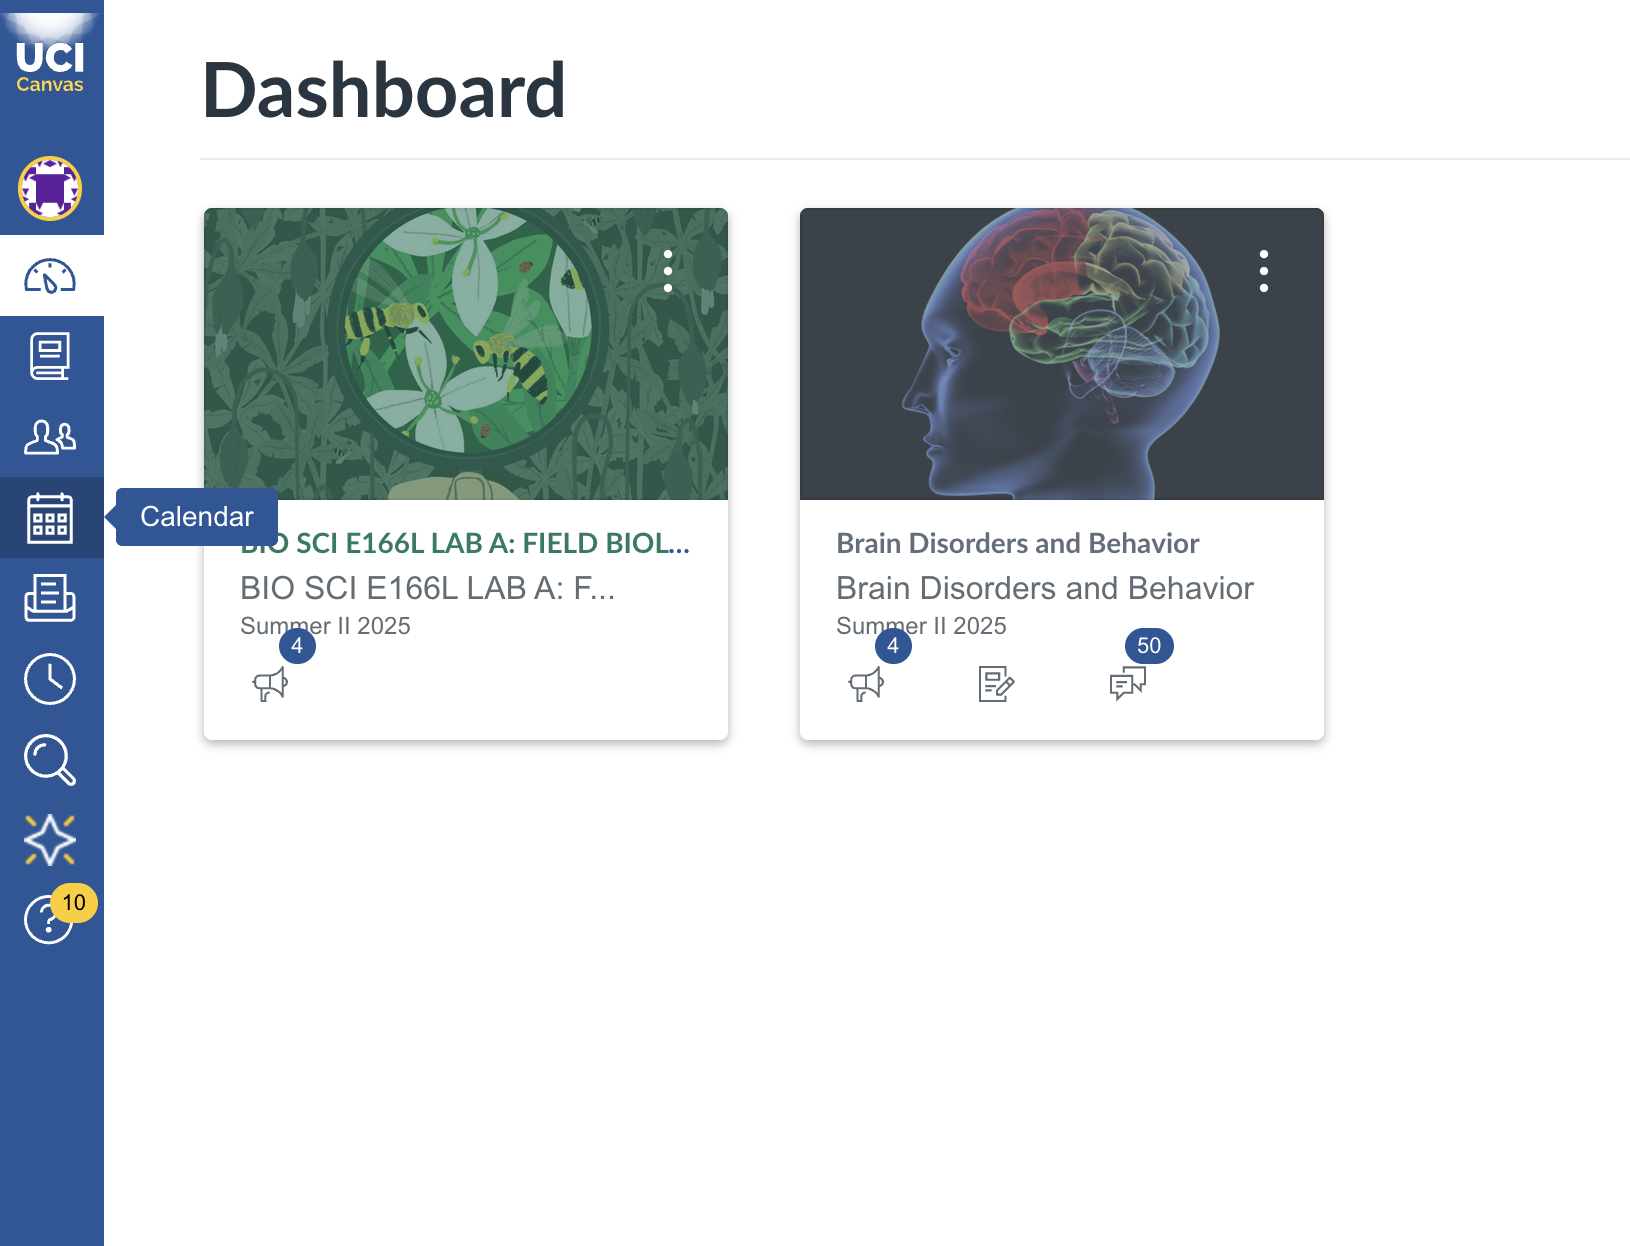 UCI
Canvas
Dashboard
Calendar
BIO SCI E166L LAB A: FIELD BIOL...
BIO SCI E166L LAB A: F...
Summer II 2025
4
Brain Disorders and Behavior
Brain Disorders and Behavior
Summer II 2025
4
50
10